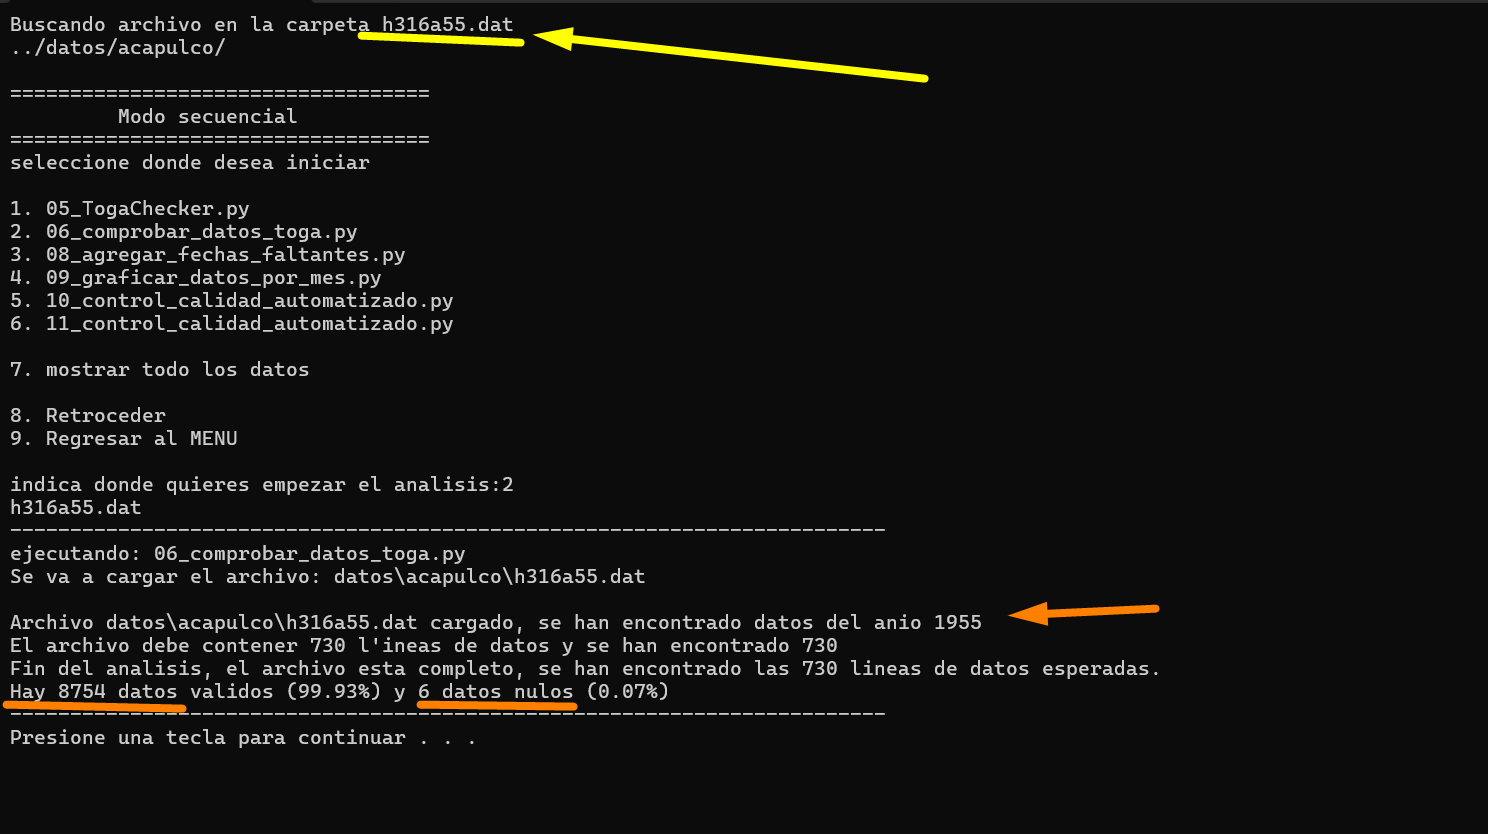 Buscando archivo en la carpeta h316a55.dat
../datos/acapulco/
===================================
Modo secuencial
===================================
seleccione donde desea iniciar
1. 05_TogaChecker.py
2. 06_comprobar_datos_toga.py
3. 08_agregar_fechas_faltantes.py
4. 09_graficar_datos_por_mes.py
5. 10_control_calidad_automatizado.py
6. 11_control_calidad_automatizado.py
7. mostrar todo los datos
8. Retroceder
9. Regresar al MENU
indica donde quieres empezar el analisis:2
h316a55.dat
-------------------------------------------------------------------------
ejecutando: 06_comprobar_datos_toga.py
Se va a cargar el archivo: datos\acapulco\h316a55.dat
Archivo datos\acapulco\h316a55.dat cargado, se han encontrado datos del anio 1955
El archivo debe contener 730 l'ineas de datos y se han encontrado 730
Fin del analisis, el archivo esta completo, se han encontrado las 730 lineas de datos esperadas.
Hay 8754 datos validos (99.93%) y 6 datos nulos (0.07%)
-------------------------------------------------------------------------
Presione una tecla para continuar . . .